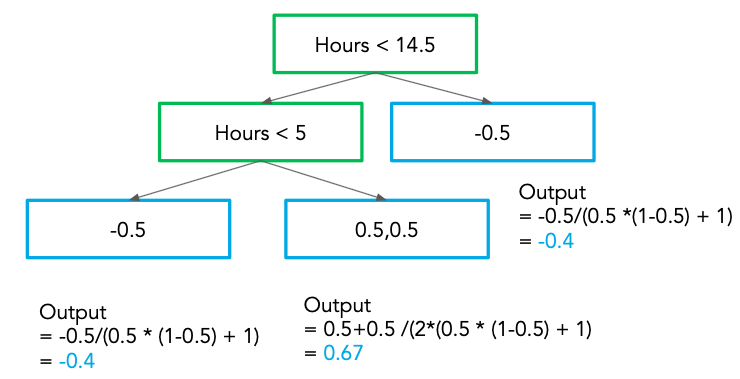 Hours < 14.5
Hours < 5
-0.5
-0.5
0.5,0.5
Output
= -0.5/(0.5 *(1-0.5) + 1)
= -0.4
Output
= -0.5/(0.5 * (1-0.5) + 1)
= -0.4
Output
= 0.5+0.5 /(2*(0.5 * (1-0.5) + 1)
= 0.67